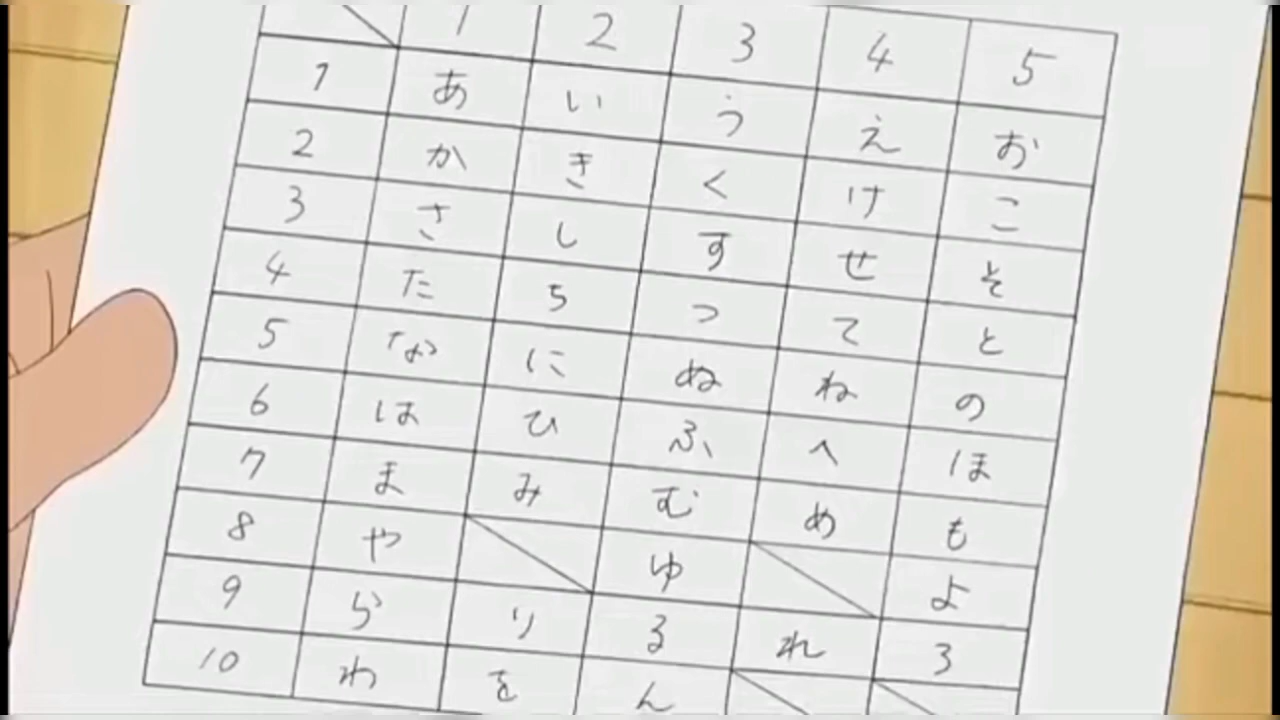 1 2 3 4 5
1 あ い う え お
2 か き く け こ
3 さ し す せ そ
4 た ち つ て と
5 な に ぬ ね の
6 は ひ ふ へ ほ
7 ま み む め も
8 や ゆ よ
9 ら り る れ ろ
10 わ を ん